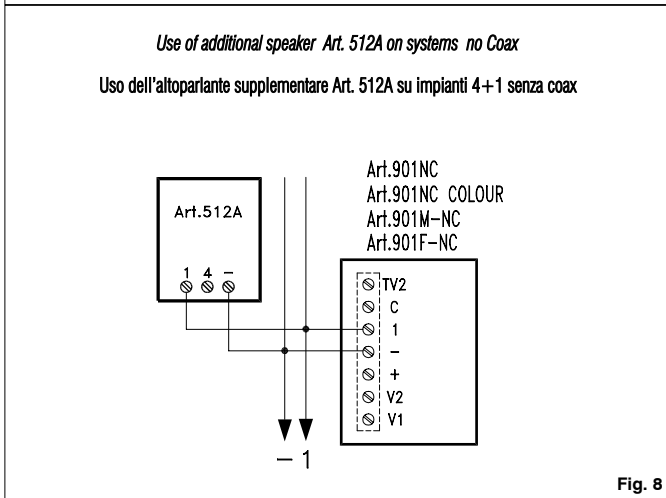 Use of additional speaker Art. 512A on systems no Coax
Uso dell'altoparlante supplementare Art. 512A su impianti 4+1 senza coax
Art.901NC
Art.901NC COLOUR
Art.901M-NC
Art.901F-NC
Art.512A
1 4 -
TV2
C
1
-
+
V2
V1
- 1
Fig. 8